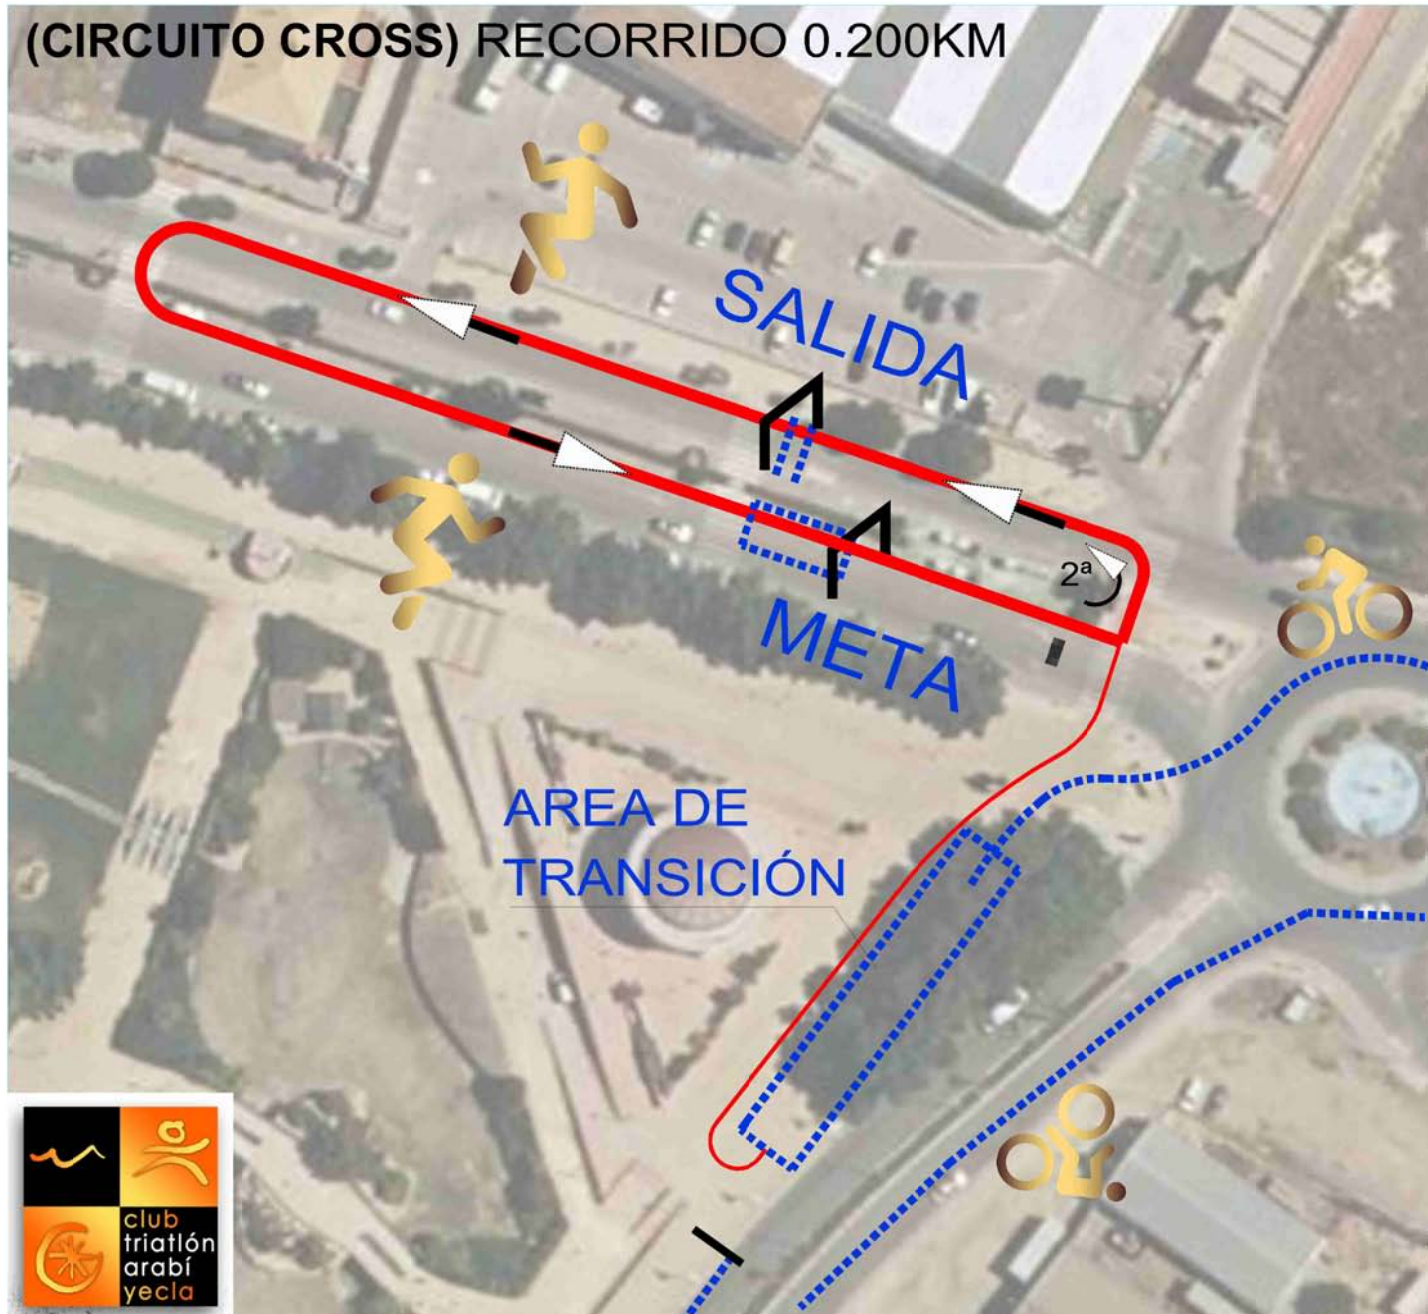 (CIRCUITO CROSS) RECORRIDO 0.200KM
SALIDA
2ª
META
AREA DE
TRANSICIÓN
club
triatlón
arabí
yecla